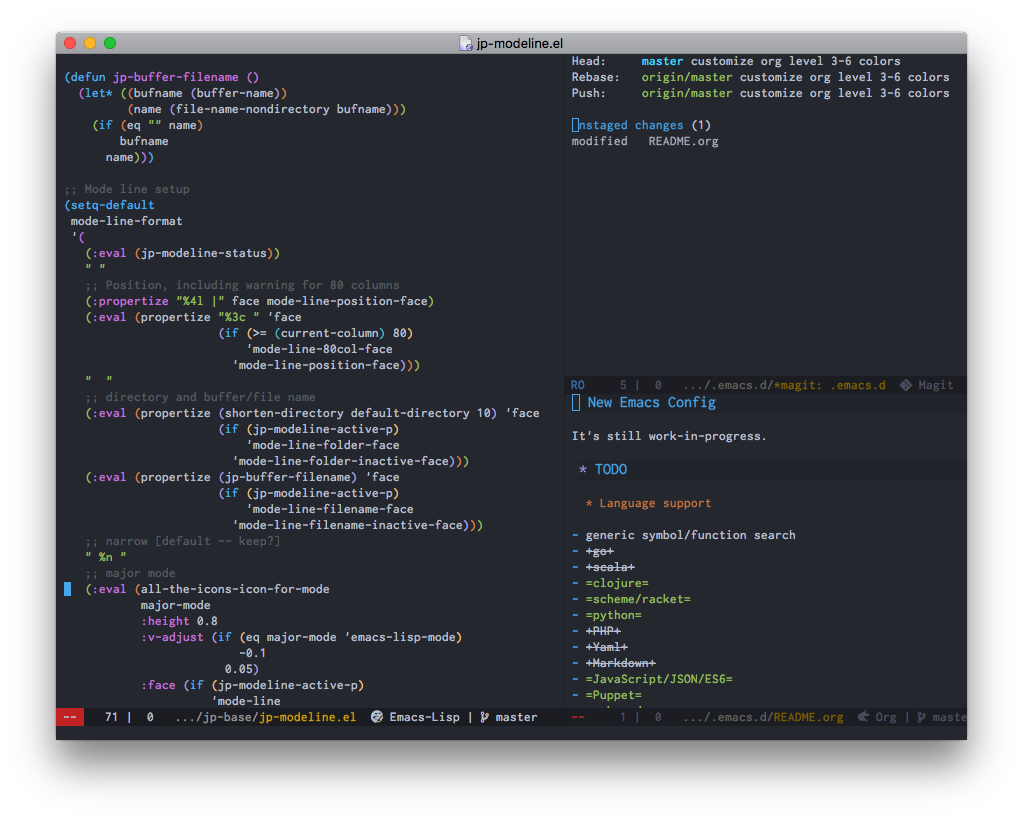 jp-modeline.el
(defun jp-buffer-filename ()
  (let* ((bufname (buffer-name))
         (name (file-name-nondirectory bufname)))
    (if (eq "" name)
        bufname
      name)))
;; Mode line setup
(setq-default
 mode-line-format
 '(
   (:eval (jp-modeline-status))
   " "
   ;; Position, including warning for 80 columns
   (:propertize "%4l |" face mode-line-position-face)
   (:eval (propertize "%3c " 'face
                      (if (>= (current-column) 80)
                          'mode-line-80col-face
                        'mode-line-position-face)))
   "  "
   ;; directory and buffer/file name
   (:eval (propertize (shorten-directory default-directory 10) 'face
                      (if (jp-modeline-active-p)
                          'mode-line-folder-face
                        'mode-line-folder-inactive-face)))
   (:eval (propertize (jp-buffer-filename) 'face
                      (if (jp-modeline-active-p)
                          'mode-line-filename-face
                        'mode-line-filename-inactive-face)))
   ;; narrow [default -- keep?]
   " %n "
   ;; major mode
   (:eval (all-the-icons-icon-for-mode
           major-mode
           :height 0.8
           :v-adjust (if (eq major-mode 'emacs-lisp-mode)
                         -0.1
                       0.05)
           :face (if (jp-modeline-active-p)
                     'mode-line
-- 71 | 0 .../jp-base/jp-modeline.el Emacs-Lisp | master
Head: master customize org level 3-6 colors
Rebase: origin/master customize org level 3-6 colors
Push: origin/master customize org level 3-6 colors
nstaged changes (1)
modified README.org
RO 5 | 0 .../.emacs.d/*magit: .emacs.d Magit
New Emacs Config
It's still work-in-progress.
* TODO
* Language support
- generic symbol/function search
- +go+
- +scala+
- =clojure=
- =scheme/racket=
- =python=
- +PHP+
- +Yaml+
- +Markdown+
- =JavaScript/JSON/ES6=
- =Puppet=
-- 1 | 0 .../.emacs.d/README.org Org | maste